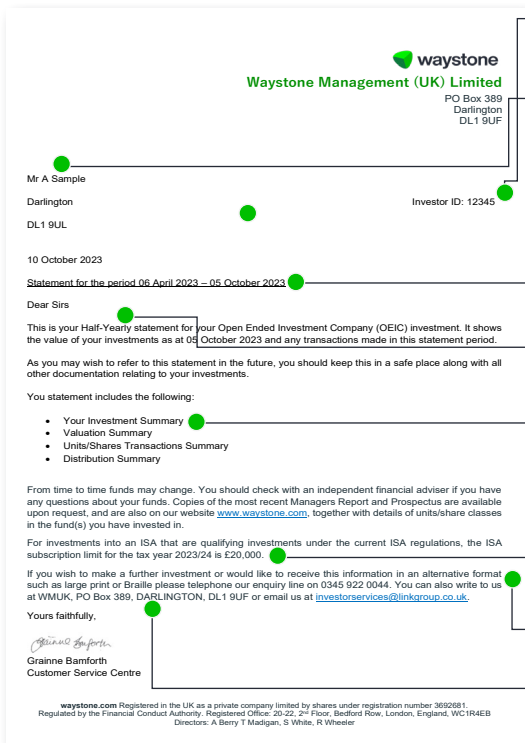 waystone
Waystone Management (UK) Limited
PO Box 389
Darlington
DL1 9UF
Mr A Sample
Darlington
Investor ID: 12345
DL1 9UL
10 October 2023
Statement for the period 06 April 2023 – 05 October 2023
Dear Sirs
This is your Half-Yearly statement for your Open Ended Investment Company (OEIC) investment. It shows
the value of your investments as at 05 October 2023 and any transactions made in this statement period.
As you may wish to refer to this statement in the future, you should keep this in a safe place along with all
other documentation relating to your investments.
You statement includes the following:
• Your Investment Summary
• Valuation Summary
• Units/Shares Transactions Summary
• Distribution Summary
From time to time funds may change. You should check with an independent financial adviser if you have
any questions about your funds. Copies of the most recent Managers Report and Prospectus are available
upon request, and are also on our website www.waystone.com, together with details of units/share classes
in the fund(s) you have invested in.
For investments into an ISA that are qualifying investments under the current ISA regulations, the ISA
subscription limit for the tax year 2023/24 is £20,000.
If you wish to make a further investment or would like to receive this information in an alternative format
such as large print or Braille please telephone our enquiry line on 0345 922 0044. You can also write to us
at WMUK, PO Box 389, DARLINGTON, DL1 9UF or email us at investorservices@linkgroup.co.uk.
Yours faithfully,
Grainne Bamforth
Grainne Bamforth
Customer Service Centre
waystone.com Registered in the UK as a private company limited by shares under registration number 3692681.
Regulated by the Financial Conduct Authority. Registered Office: 20-22, 2nd Floor, Bedford Row, London, England, WC1R4EB
Directors: A Berry T Madigan, S White, R Wheeler